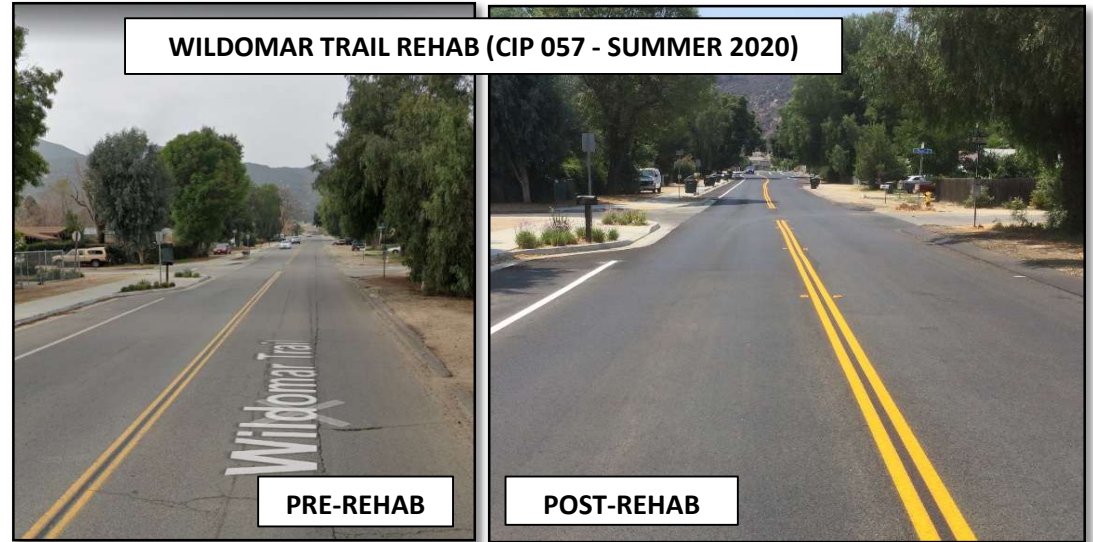 WILDOMAR TRAIL REHAB (CIP 057 - SUMMER 2020)
Wildomar Trail
PRE-REHAB
POST-REHAB